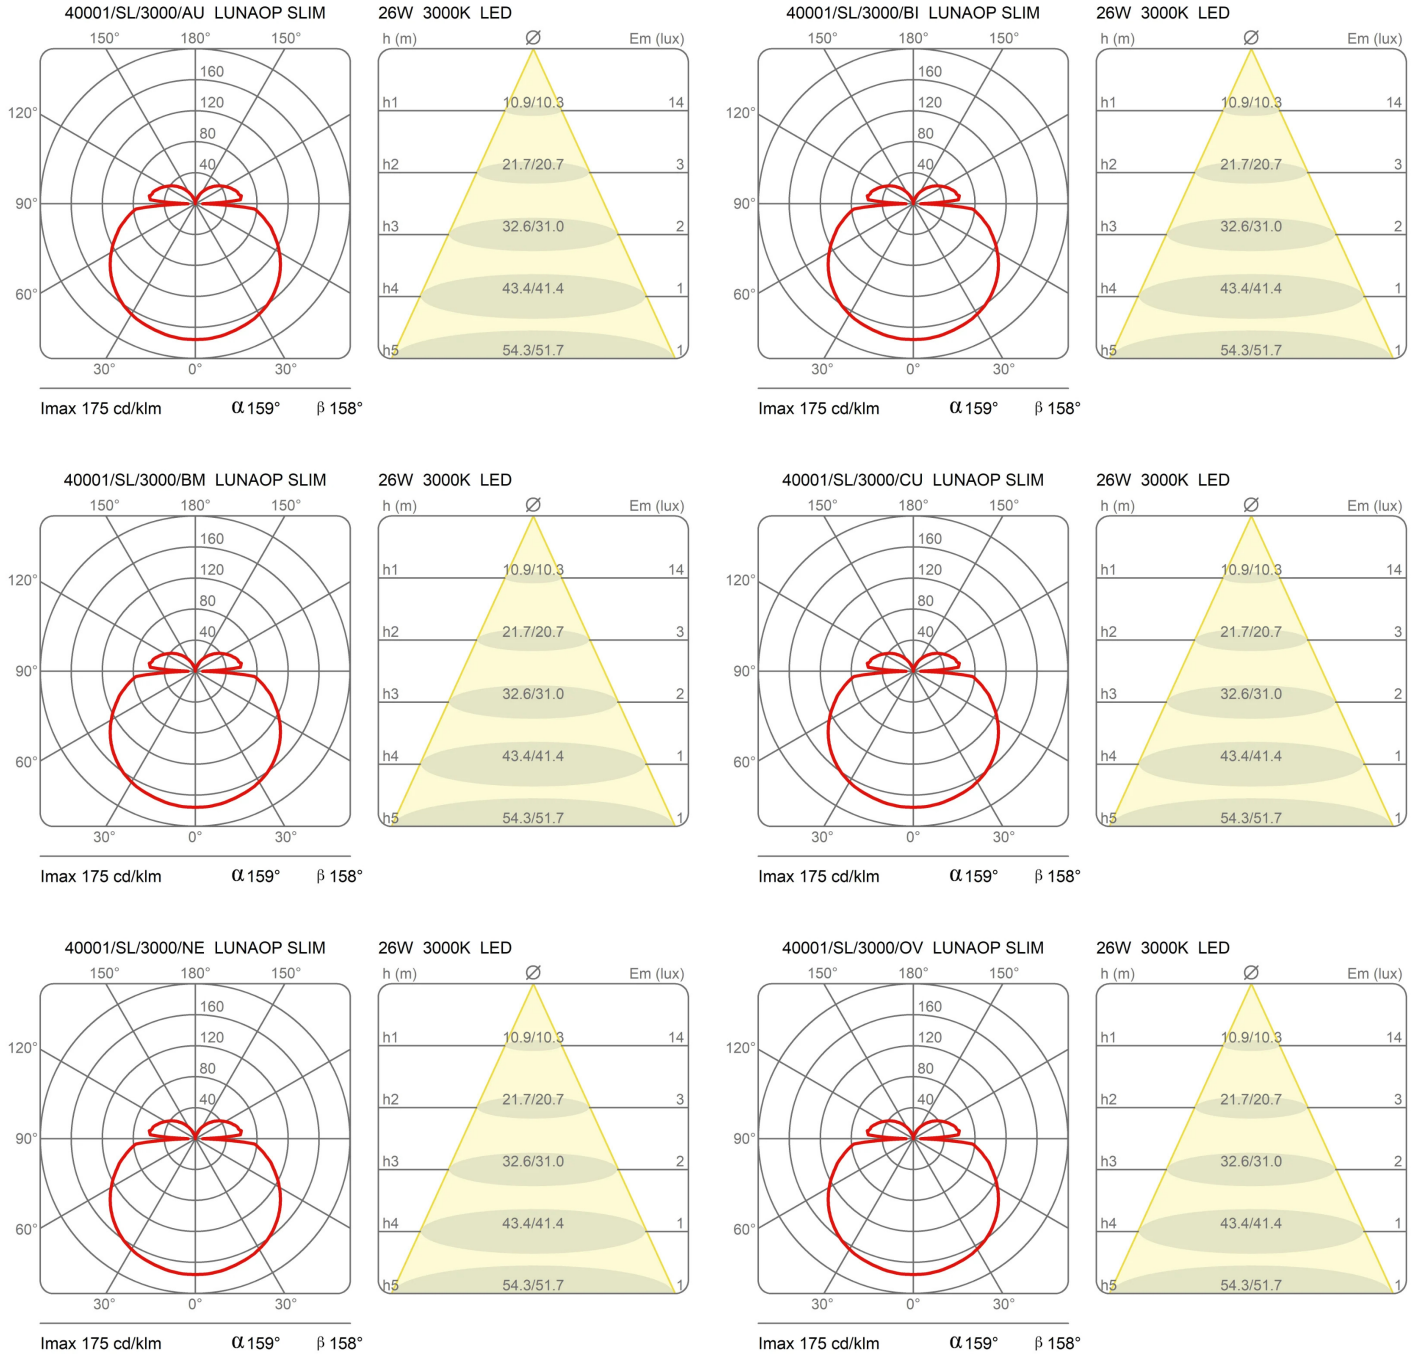 40001/SL/3000/AU LUNAOP SLIM
150° 180° 150°
160
120
120°
80
40
90°
60°
30° 0° 30°
Imax 175 cd/klm α 159° β 158°
26W 3000K LED
h (m) Ø Em (lux)
h1 10.9/10.3 14
h2 21.7/20.7 3
h3 32.6/31.0 2
h4 43.4/41.4 1
h5 54.3/51.7 1
40001/SL/3000/BI LUNAOP SLIM
150° 180° 150°
160
120
120°
80
40
90°
60°
30° 0° 30°
Imax 175 cd/klm α 159° β 158°
26W 3000K LED
h (m) Ø Em (lux)
h1 10.9/10.3 14
h2 21.7/20.7 3
h3 32.6/31.0 2
h4 43.4/41.4 1
h5 54.3/51.7 1
40001/SL/3000/BM LUNAOP SLIM
150° 180° 150°
160
120
120°
80
40
90°
60°
30° 0° 30°
Imax 175 cd/klm α 159° β 158°
26W 3000K LED
h (m) Ø Em (lux)
h1 10.9/10.3 14
h2 21.7/20.7 3
h3 32.6/31.0 2
h4 43.4/41.4 1
h5 54.3/51.7 1
40001/SL/3000/CU LUNAOP SLIM
150° 180° 150°
160
120
120°
80
40
90°
60°
30° 0° 30°
Imax 175 cd/klm α 159° β 158°
26W 3000K LED
h (m) Ø Em (lux)
h1 10.9/10.3 14
h2 21.7/20.7 3
h3 32.6/31.0 2
h4 43.4/41.4 1
h5 54.3/51.7 1
40001/SL/3000/NE LUNAOP SLIM
150° 180° 150°
160
120
120°
80
40
90°
60°
30° 0° 30°
Imax 175 cd/klm α 159° β 158°
26W 3000K LED
h (m) Ø Em (lux)
h1 10.9/10.3 14
h2 21.7/20.7 3
h3 32.6/31.0 2
h4 43.4/41.4 1
h5 54.3/51.7 1
40001/SL/3000/OV LUNAOP SLIM
150° 180° 150°
160
120
120°
80
40
90°
60°
30° 0° 30°
Imax 175 cd/klm α 159° β 158°
26W 3000K LED
h (m) Ø Em (lux)
h1 10.9/10.3 14
h2 21.7/20.7 3
h3 32.6/31.0 2
h4 43.4/41.4 1
h5 54.3/51.7 1